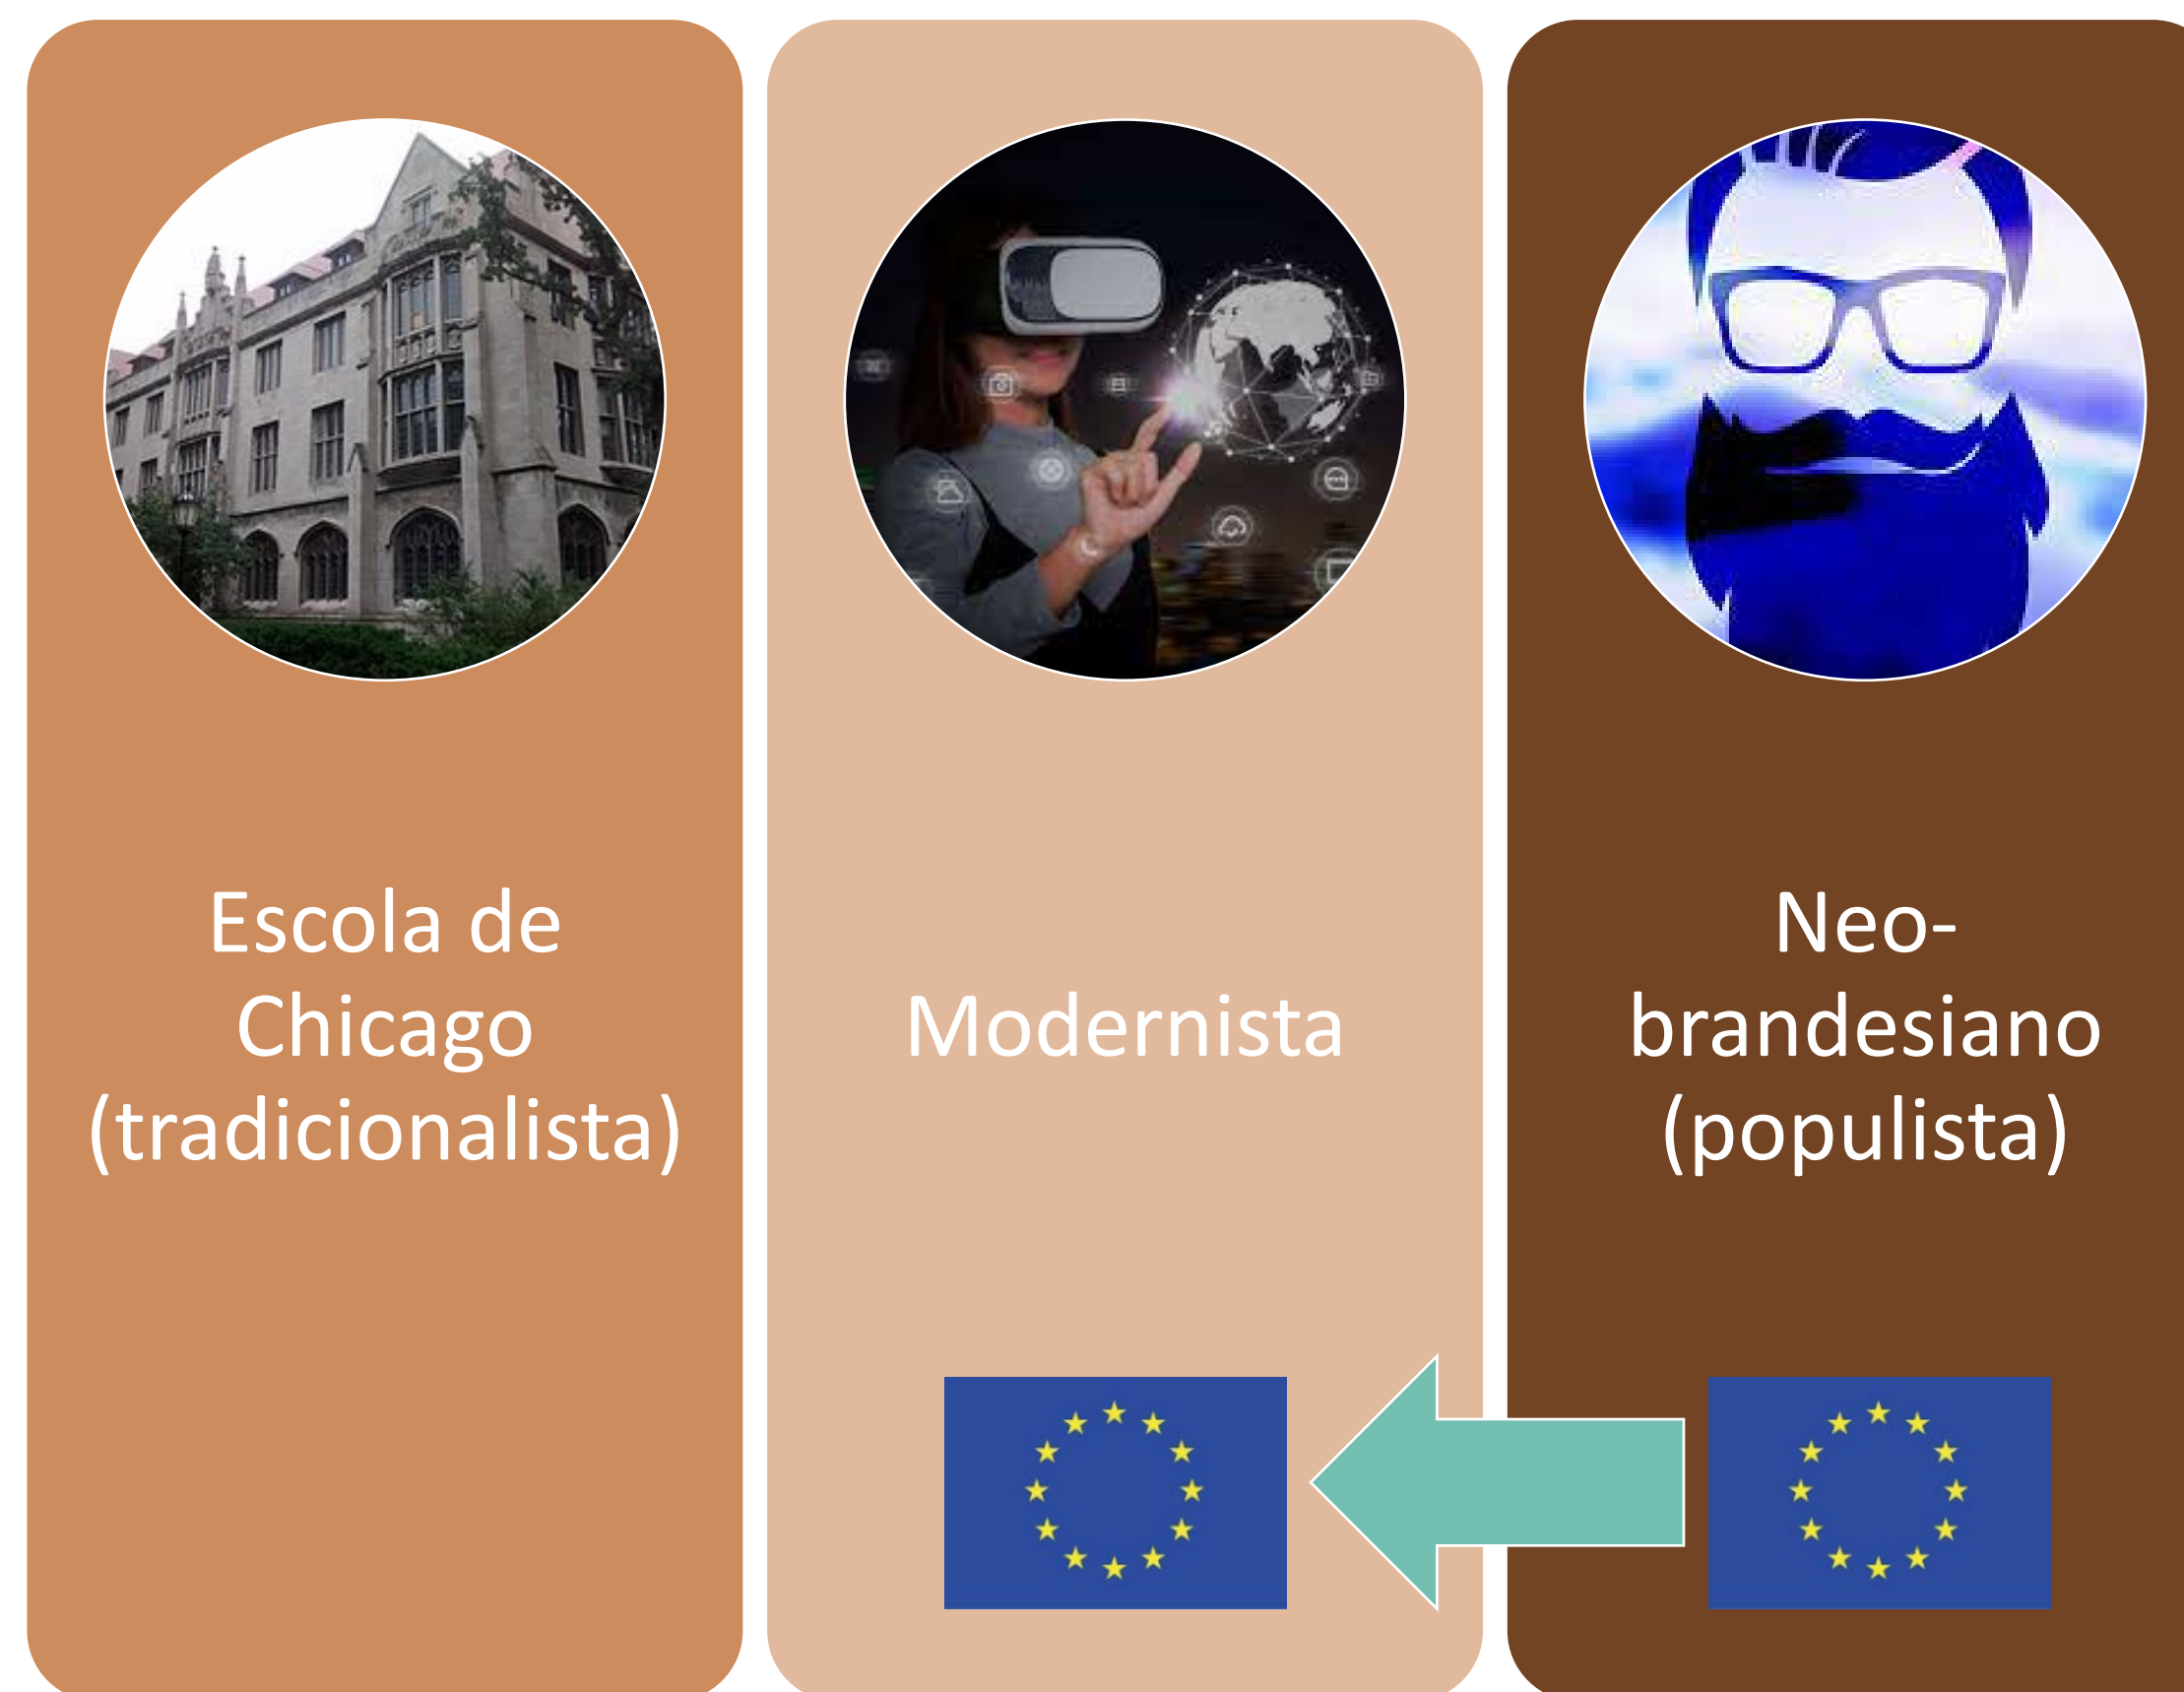 Escola de
Chicago
(tradicionalista)
Modernista
Neo-
brandesiano
(populista)